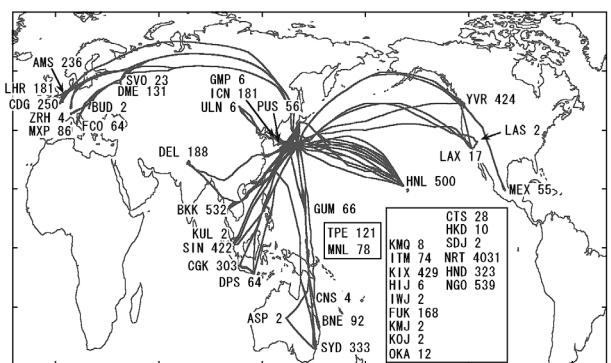 AMS 236
LHR 181
CDG 250
ZRH 4
MXP 86
SVO 23
DME 131
BUD 2
FCO 64
GMP 6
ICN 181
ULN 6
PUS 56
YVR 424
LAS 2
LAX 17
MEX 55
HNL 500
DEL 188
BKK 532
KUL 2
SIN 422
CGK 303
DPS 64
GUM 66
TPE 121
MNL 78
CNS 4
ASP 2
BNE 92
SYD 333
KMQ 8
ITM 74
KIX 429
HIJ 6
IWJ 2
FUK 168
KMJ 2
KOJ 2
OKA 12
CTS 28
HKD 10
SDJ 2
NRT 4031
HND 323
NGO 539